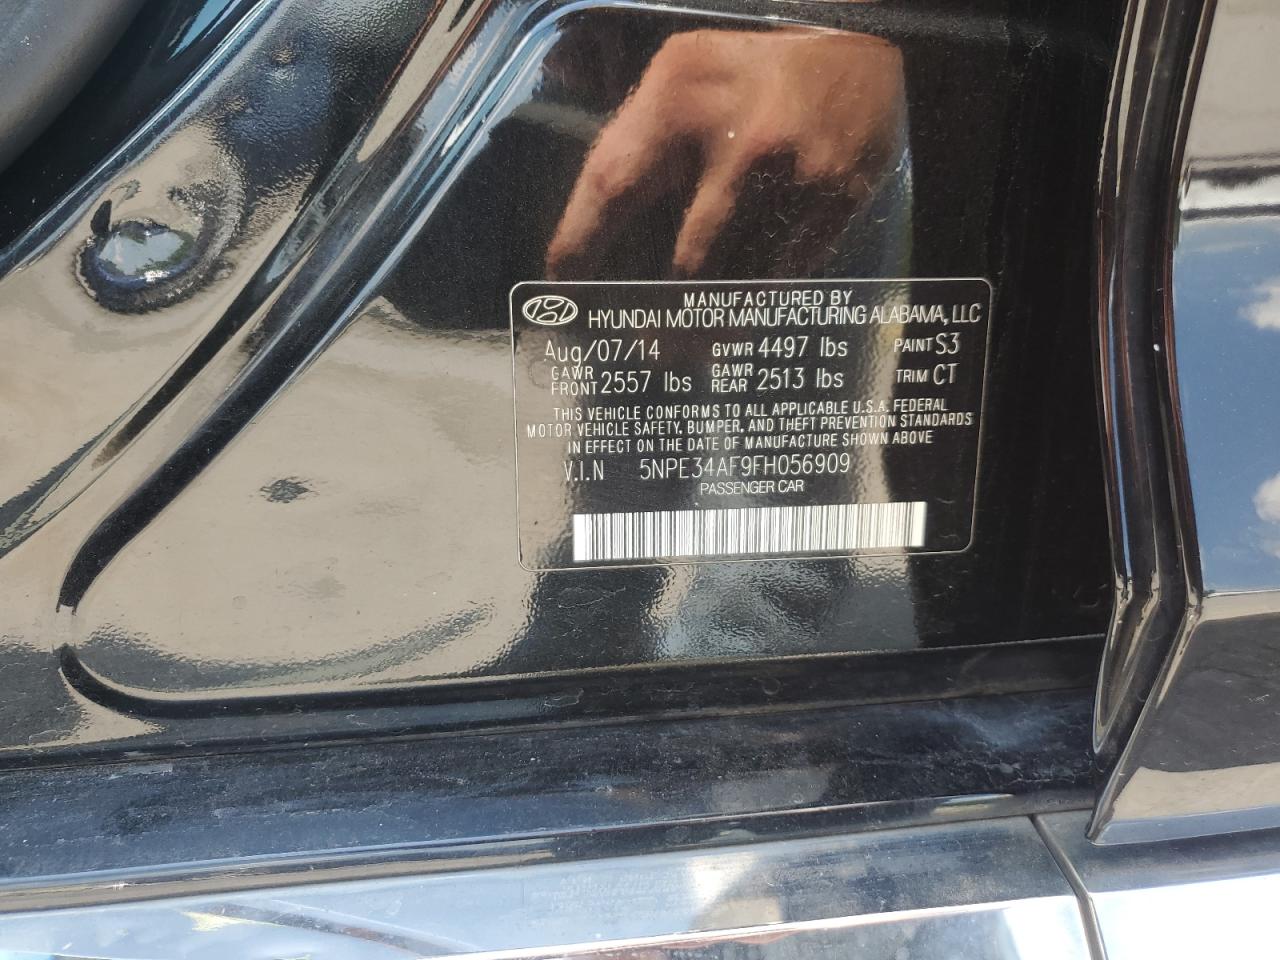 MANUFACTURED BY
HYUNDAI MOTOR MANUFACTURING ALABAMA, LLC
Aug/07/14 GVWR 4497 lbs PAINT S3
GAWR FRONT 2557 lbs GAWR REAR 2513 lbs TRIM CT
THIS VEHICLE CONFORMS TO ALL APPLICABLE U.S.A. FEDERAL
MOTOR VEHICLE SAFETY, BUMPER, AND THEFT PREVENTION STANDARDS
IN EFFECT ON THE DATE OF MANUFACTURE SHOWN ABOVE
V.I.N 5NPE34AF9FH056909
PASSENGER CAR